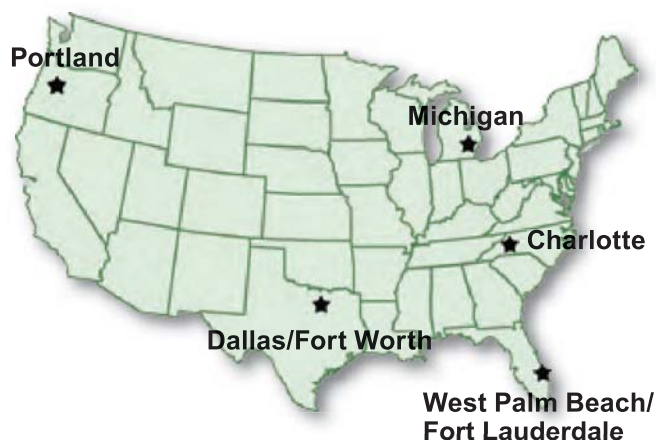 Portland
Michigan
Charlotte
Dallas/Fort Worth
West Palm Beach/
Fort Lauderdale